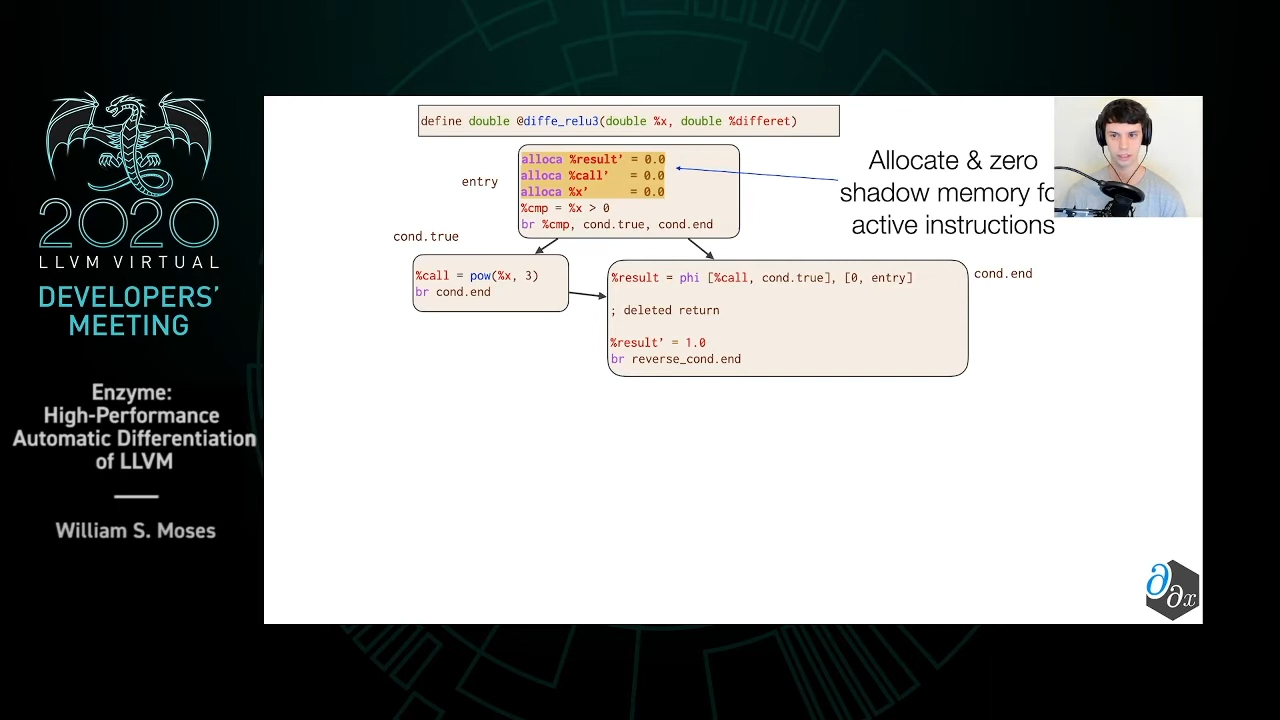 2020
LLVM VIRTUAL
DEVELOPERS'
MEETING
Enzyme:
High-Performance
Automatic Differentiation
of LLVM
William S. Moses
define double @diffe_relu3(double %x, double %differet)
entry
alloca %result' = 0.0
alloca %call' = 0.0
alloca %x' = 0.0
%cmp = %x > 0
br %cmp, cond.true, cond.end
Allocate & zero
shadow memory fo
active instructions
cond.true
%call = pow(%x, 3)
br cond.end
cond.end
%result = phi [%call, cond.true], [0, entry]
; deleted return
%result' = 1.0
br reverse_cond.end
∂
∂x